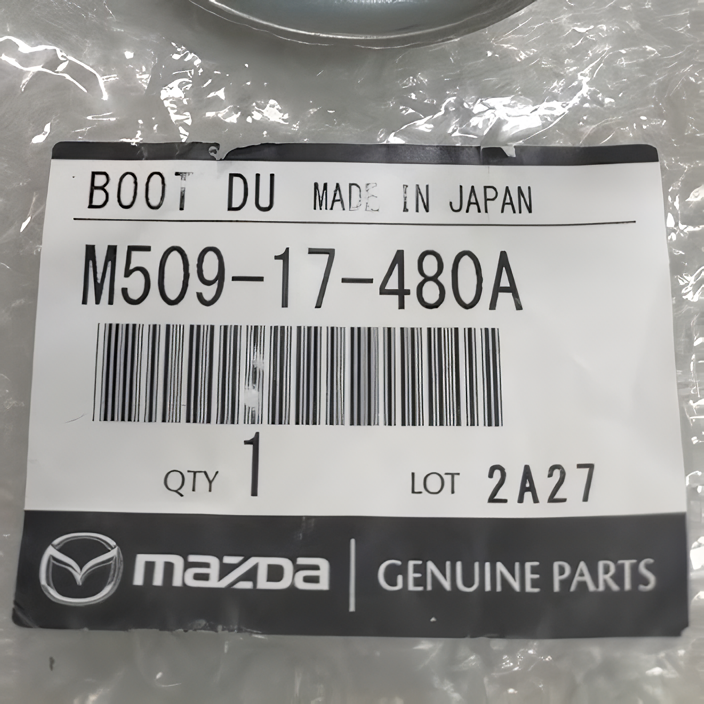 BOOT DU MADE IN JAPAN
M509-17-480A
QTY 1 LOT 2A27
mazda | GENUINE PARTS